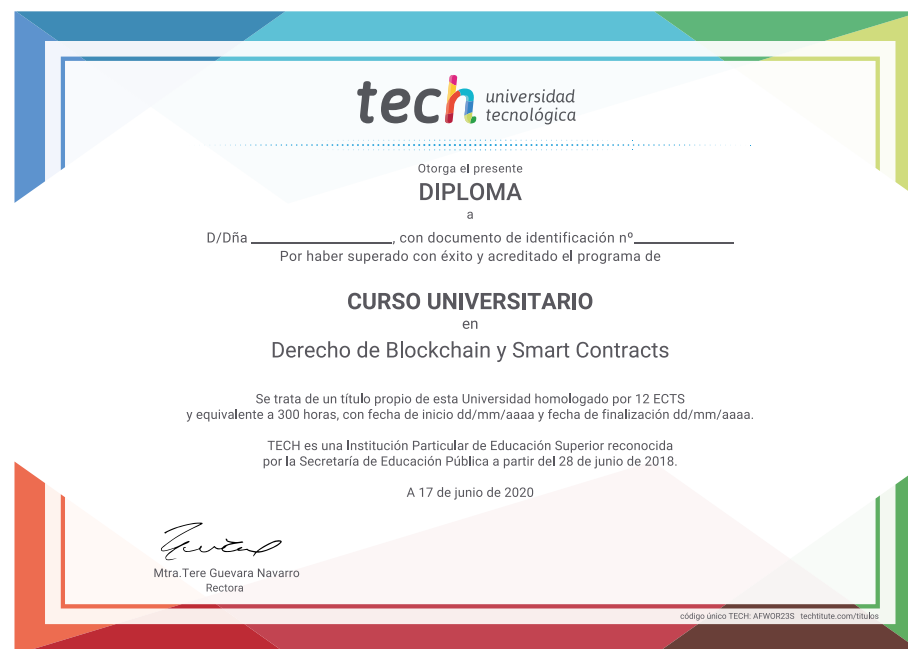 tech universidad
tecnológica
Otorga el presente
DIPLOMA
a
D/Dña ____________________, con documento de identificación nº______________
Por haber superado con éxito y acreditado el programa de
CURSO UNIVERSITARIO
en
Derecho de Blockchain y Smart Contracts
Se trata de un título propio de esta Universidad homologado por 12 ECTS
y equivalente a 300 horas, con fecha de inicio dd/mm/aaaa y fecha de finalización dd/mm/aaaa.
TECH es una Institución Particular de Educación Superior reconocida
por la Secretaría de Educación Pública a partir del 28 de junio de 2018.
A 17 de junio de 2020
Mtra.Tere Guevara Navarro
Rectora
código único TECH: AFWOR23S techtitute.com/titulos